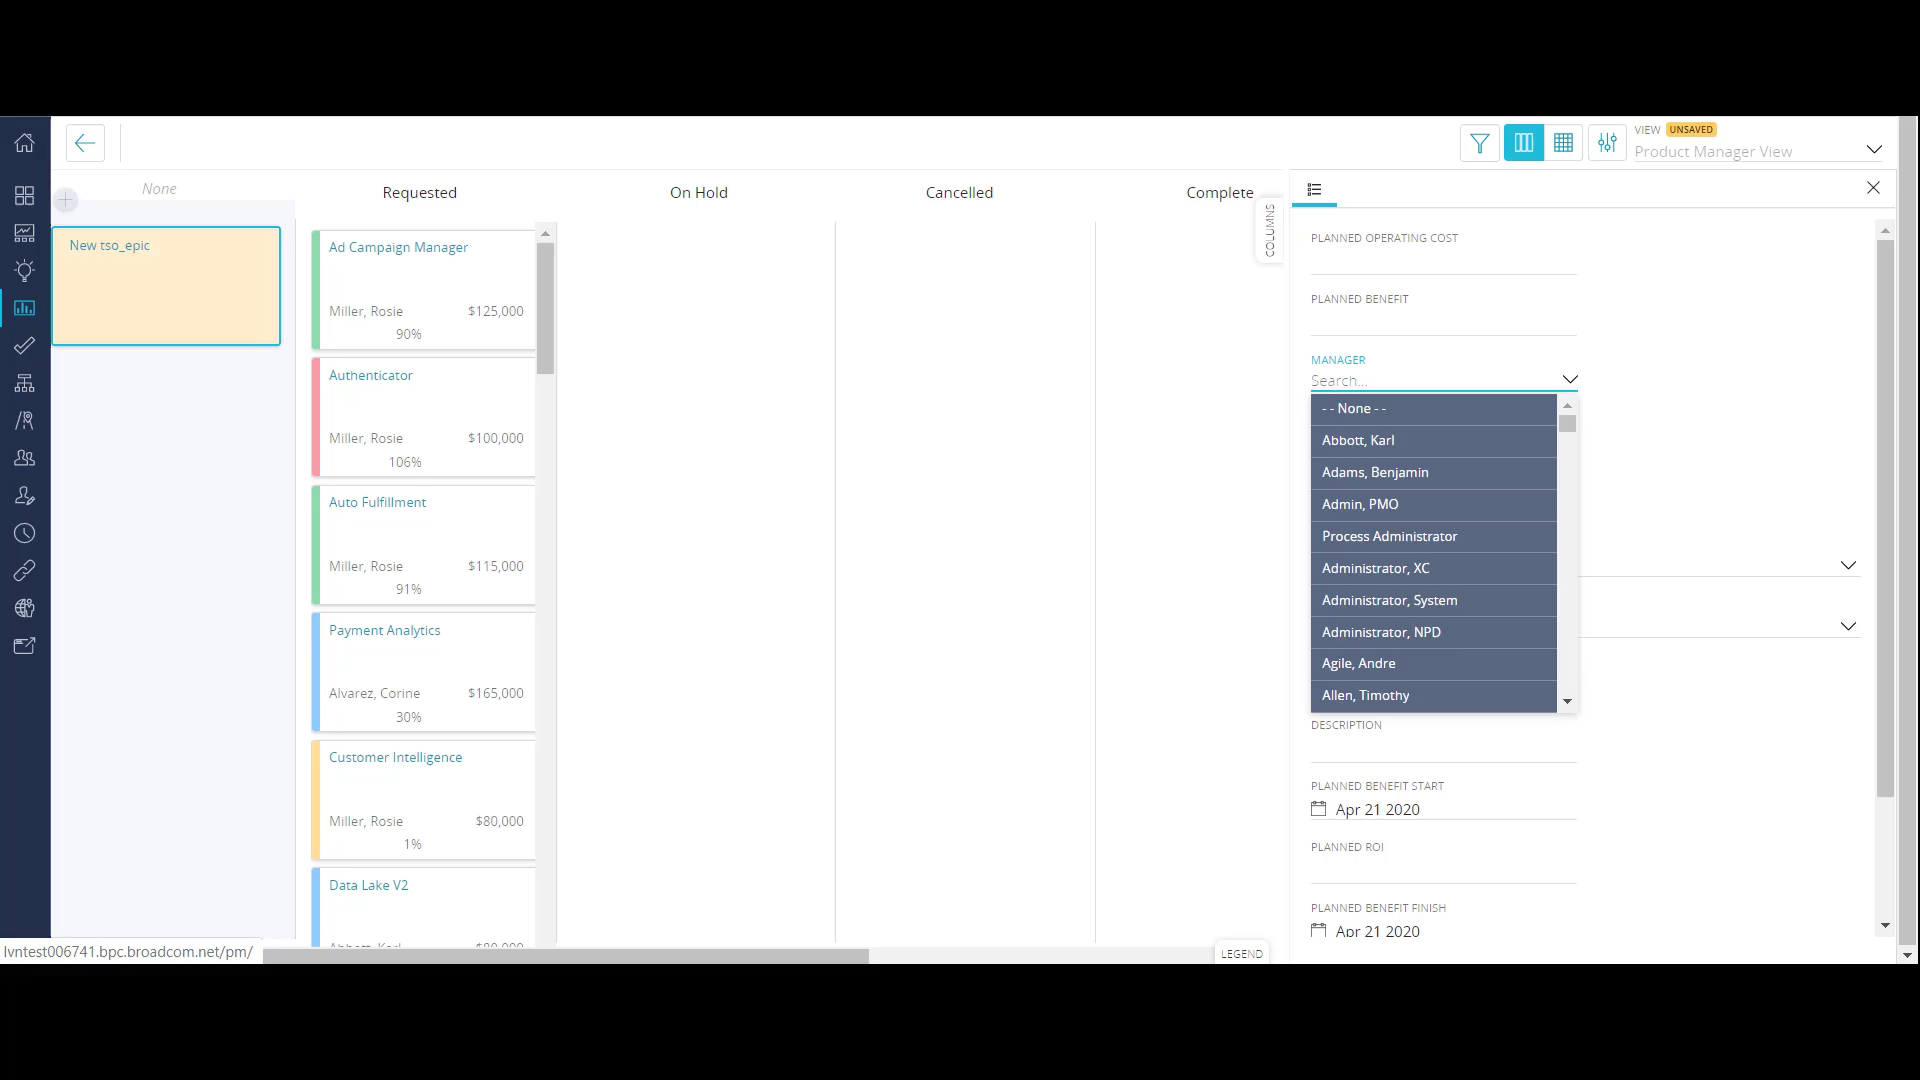 VIEW UNSAVED
Product Manager View
None
Requested
On Hold
Cancelled
Complete
COLUMNS
New tso_epic
Ad Campaign Manager
Miller, Rosie $125,000
90%
Authenticator
Miller, Rosie $100,000
106%
Auto Fulfillment
Miller, Rosie $115,000
91%
Payment Analytics
Alvarez, Corine $165,000
30%
Customer Intelligence
Miller, Rosie $80,000
1%
Data Lake V2
Abbott, Karl $80,000
LEGEND
PLANNED OPERATING COST
PLANNED BENEFIT
MANAGER
Search...
- - None - -
Abbott, Karl
Adams, Benjamin
Admin, PMO
Process Administrator
Administrator, XC
Administrator, System
Administrator, NPD
Agile, Andre
Allen, Timothy
DESCRIPTION
PLANNED BENEFIT START
Apr 21 2020
PLANNED ROI
PLANNED BENEFIT FINISH
Apr 21 2020
lvntest006741.bpc.broadcom.net/pm/